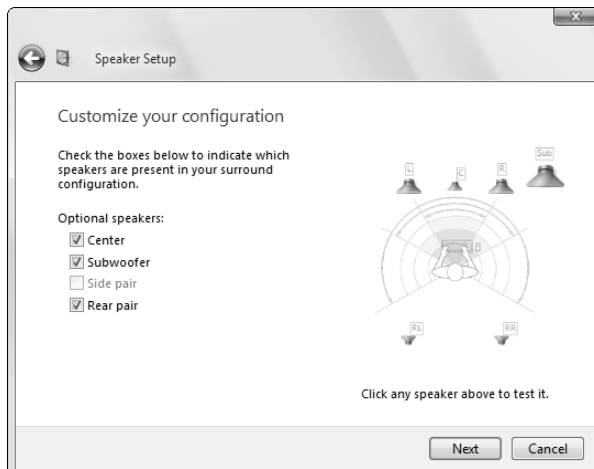 Speaker Setup
Customize your configuration
Check the boxes below to indicate which
speakers are present in your surround
configuration.
Optional speakers:
Center
Subwoofer
Side pair
Rear pair
L
C
R
Sub
RL
RR
Click any speaker above to test it.
Next
Cancel